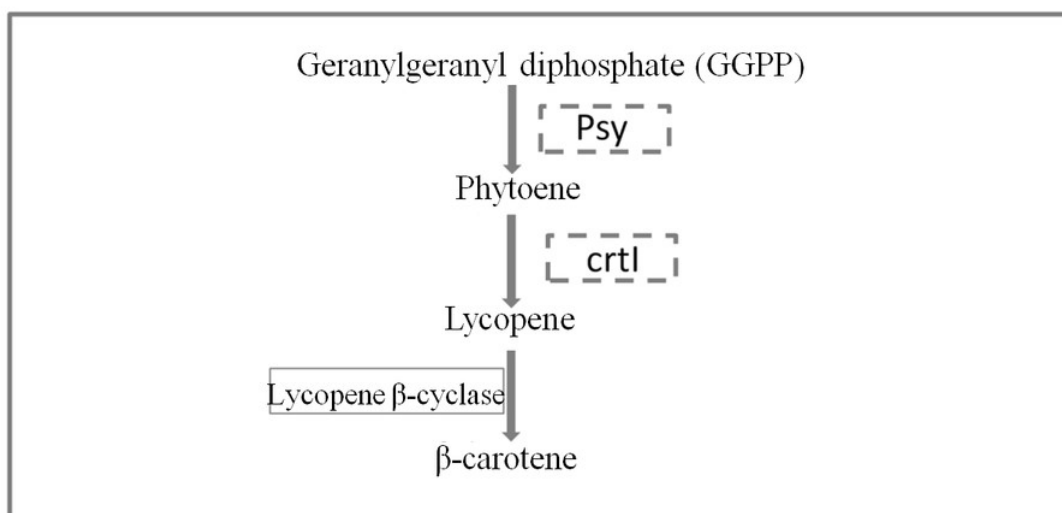 Geranylgeranyl diphosphate (GGPP)
Psy
Phytoene
crtI
Lycopene
Lycopene β-cyclase
β-carotene